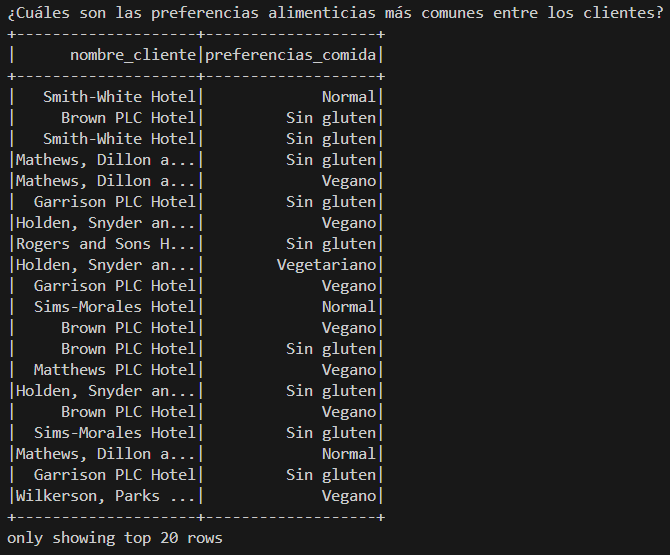 ¿Cuáles son las preferencias alimenticias más comunes entre los clientes?
+--------------------+-------------------+
|      nombre_cliente|preferencias_comida|
+--------------------+-------------------+
|   Smith-White Hotel|             Normal|
|     Brown PLC Hotel|         Sin gluten|
|   Smith-White Hotel|         Sin gluten|
|Mathews, Dillon a...|         Sin gluten|
|Mathews, Dillon a...|             Vegano|
|  Garrison PLC Hotel|         Sin gluten|
|Holden, Snyder an...|             Vegano|
|Rogers and Sons H...|         Sin gluten|
|Holden, Snyder an...|        Vegetariano|
|  Garrison PLC Hotel|             Vegano|
|  Sims-Morales Hotel|             Normal|
|     Brown PLC Hotel|             Vegano|
|     Brown PLC Hotel|         Sin gluten|
|  Matthews PLC Hotel|             Vegano|
|Holden, Snyder an...|         Sin gluten|
|     Brown PLC Hotel|             Vegano|
|  Sims-Morales Hotel|         Sin gluten|
|Mathews, Dillon a...|             Normal|
|  Garrison PLC Hotel|         Sin gluten|
|Wilkerson, Parks ...|             Vegano|
+--------------------+-------------------+
only showing top 20 rows